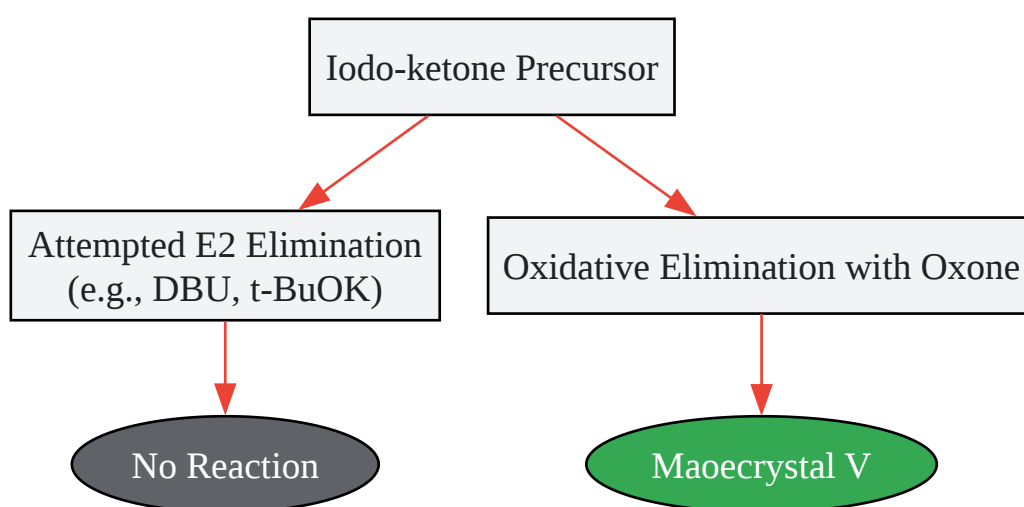 Iodo-ketone Precursor
Attempted E2 Elimination
(e.g., DBU, t-BuOK)
Oxidative Elimination with Oxone
No Reaction
Maoecrystal V